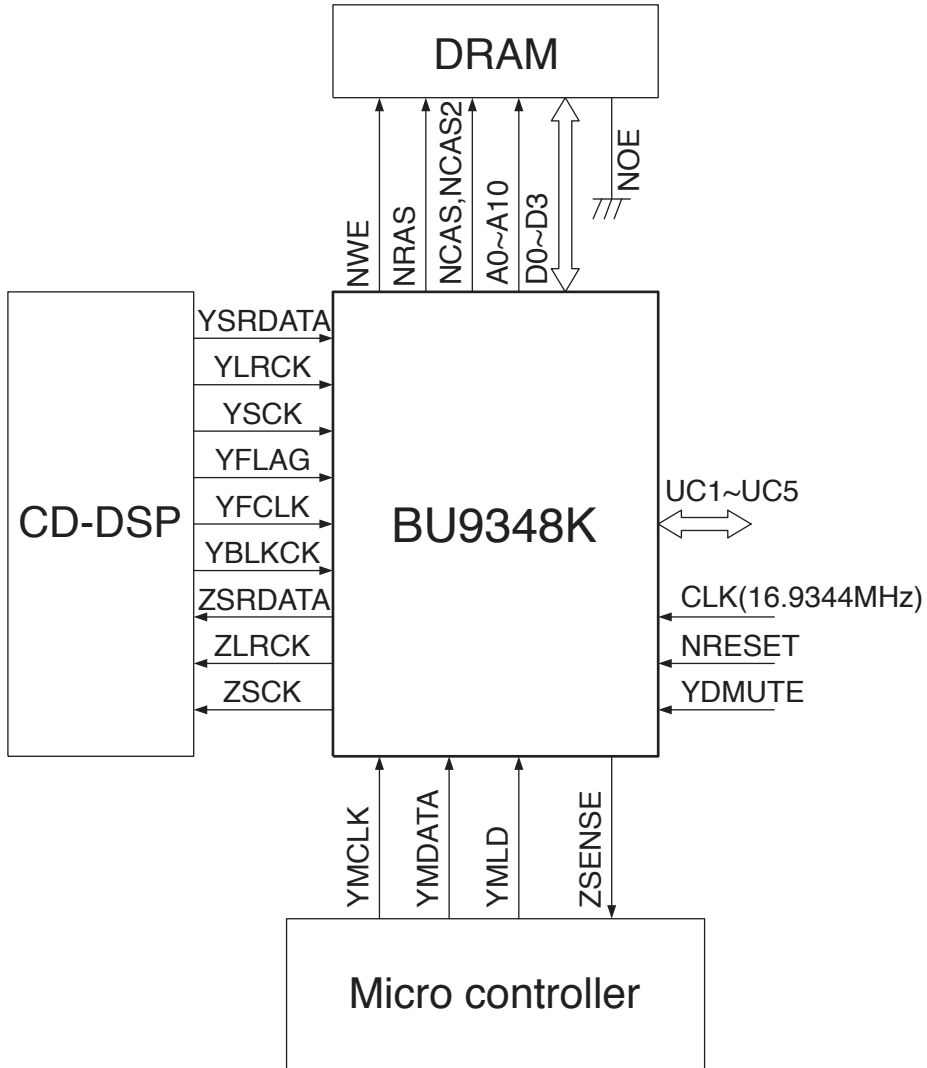 DRAM
NWE
NRAS
NCAS,NCAS2
A0~A10
D0~D3
NOE
CD-DSP
YSRDATA
YLRCK
YSCK
YFLAG
YFCLK
YBLKCK
ZSRDATA
ZLRCK
ZSCK
BU9348K
UC1~UC5
CLK(16.9344MHz)
NRESET
YDMUTE
YMCLK
YMDATA
YMLD
ZSENSE
Micro controller